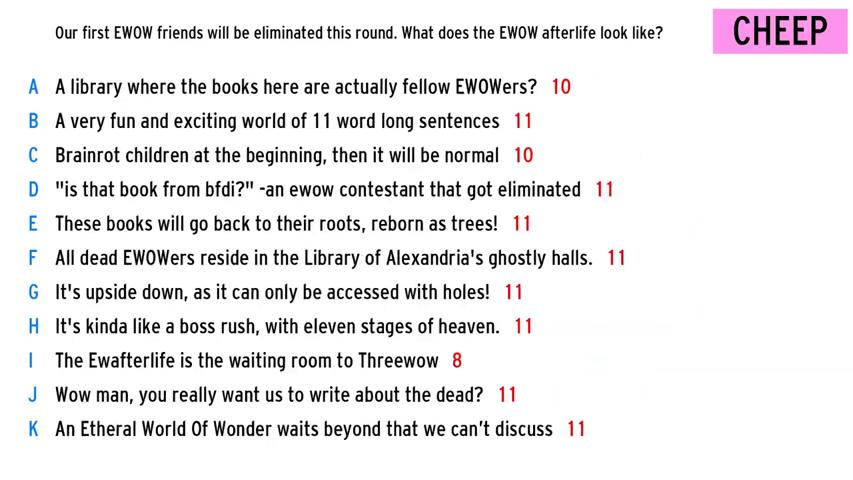 Our first EWOW friends will be eliminated this round. What does the EWOW afterlife look like?
CHEEP
A A library where the books here are actually fellow EWOWers? 10
B A very fun and exciting world of 11 word long sentences 11
C Brainrot children at the beginning, then it will be normal 10
D "is that book from bfdi?" -an ewow contestant that got eliminated 11
E These books will go back to their roots, reborn as trees! 11
F All dead EWOWers reside in the Library of Alexandria's ghostly halls. 11
G It's upside down, as it can only be accessed with holes! 11
H It's kinda like a boss rush, with eleven stages of heaven. 11
I The Ewafterlife is the waiting room to Threewow 8
J Wow man, you really want us to write about the dead? 11
K An Etheral World Of Wonder waits beyond that we can’t discuss 11